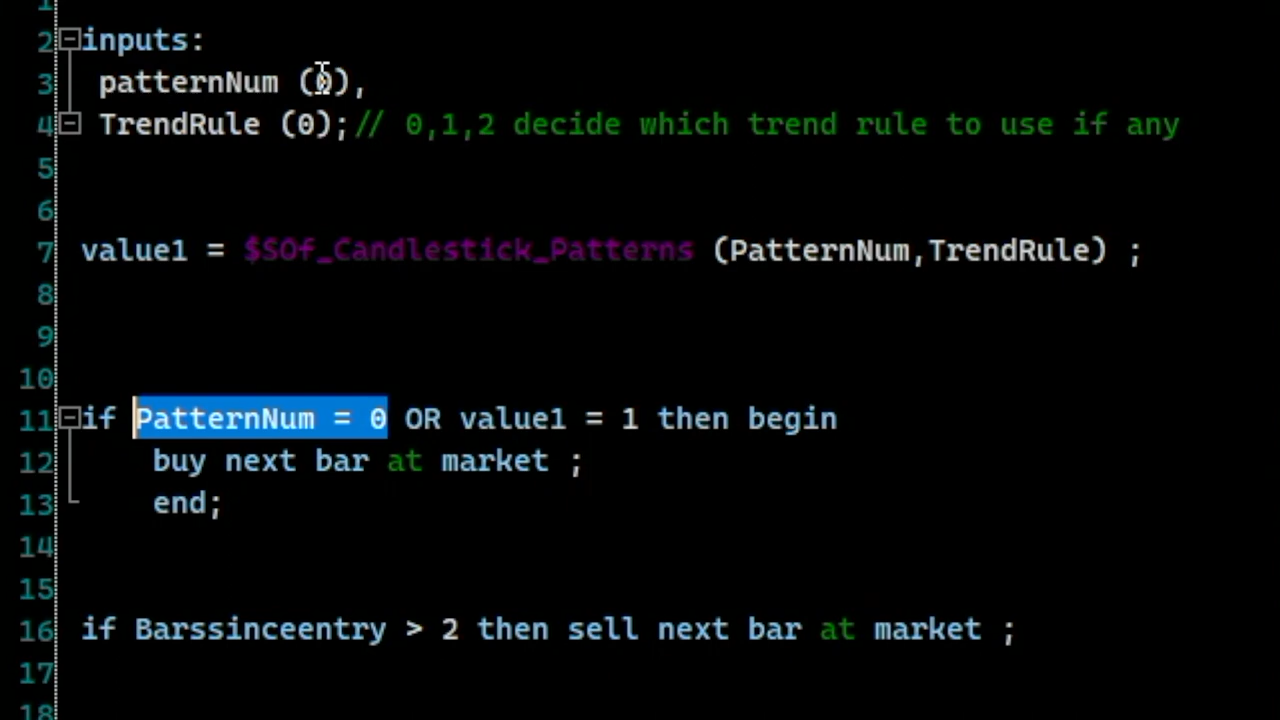 1
2 inputs:
3 patternNum (0),
4 TrendRule (0);// 0,1,2 decide which trend rule to use if any
5
6
7 value1 = $SOf_Candlestick_Patterns (PatternNum,TrendRule) ;
8
9
10
11 if PatternNum = 0 OR value1 = 1 then begin
12 buy next bar at market ;
13 end;
14
15
16 if Barssinceentry > 2 then sell next bar at market ;
17
18